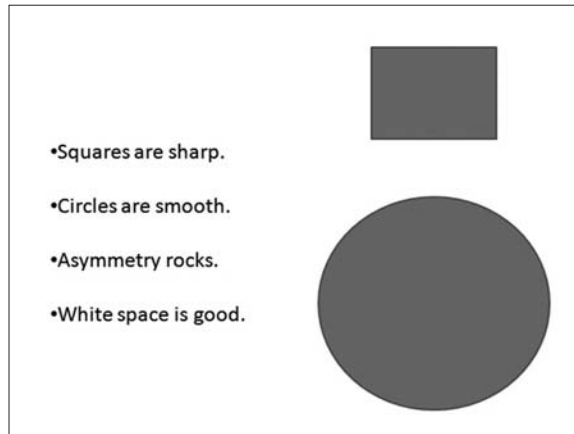 •Squares are sharp.
•Circles are smooth.
•Asymmetry rocks.
•White space is good.